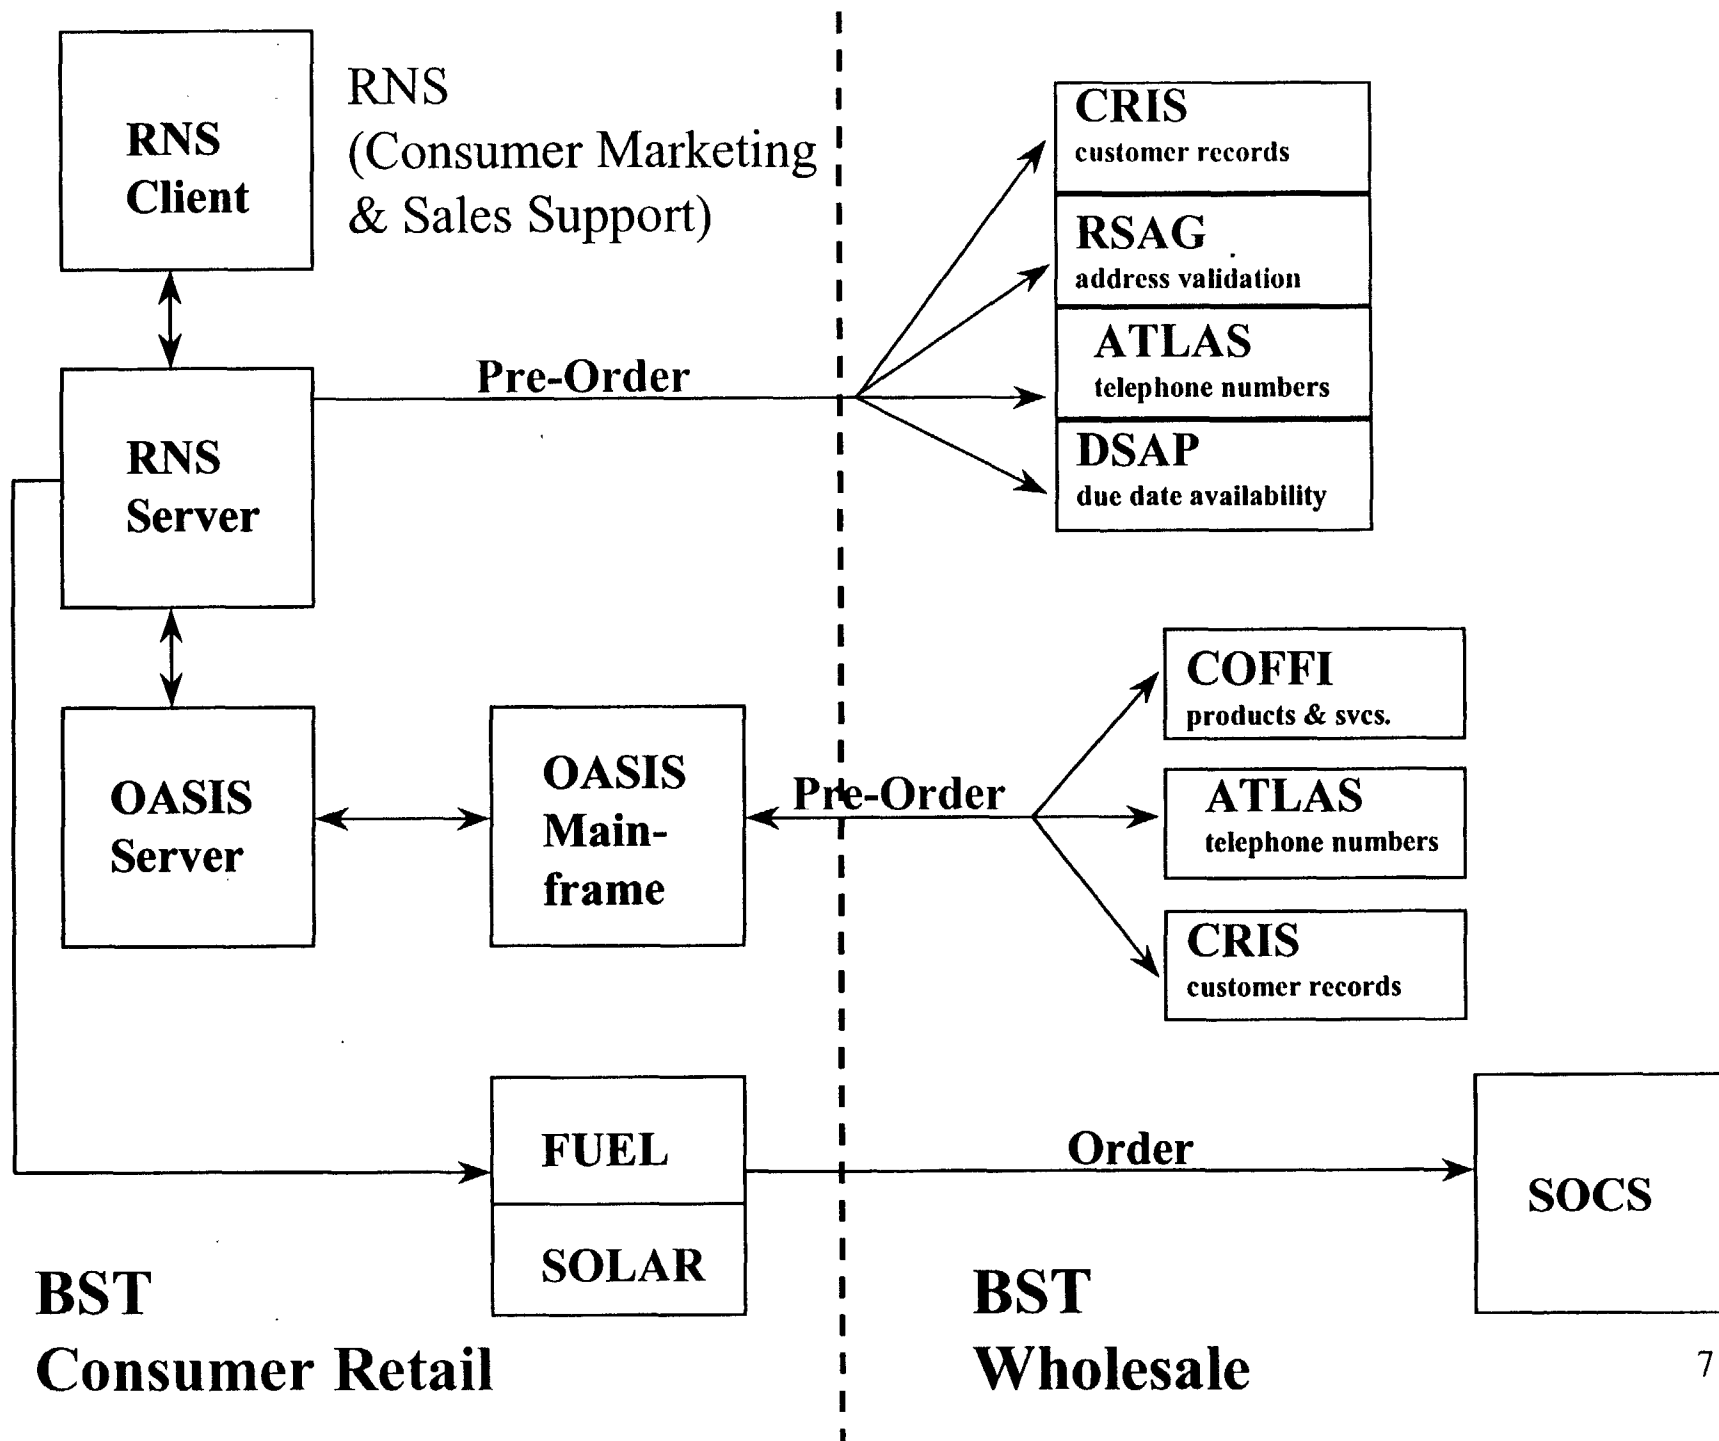 RNS
Client
RNS
(Consumer Marketing
& Sales Support)
CRIS
customer records
RSAG
address validation
ATLAS
telephone numbers
DSAP
due date availability
Pre-Order
RNS
Server
OASIS
Server
OASIS
Main-
frame
Pre-Order
COFFI
products & svcs.
ATLAS
telephone numbers
CRIS
customer records
FUEL
SOLAR
Order
SOCS
BST
Consumer Retail
BST
Wholesale
7